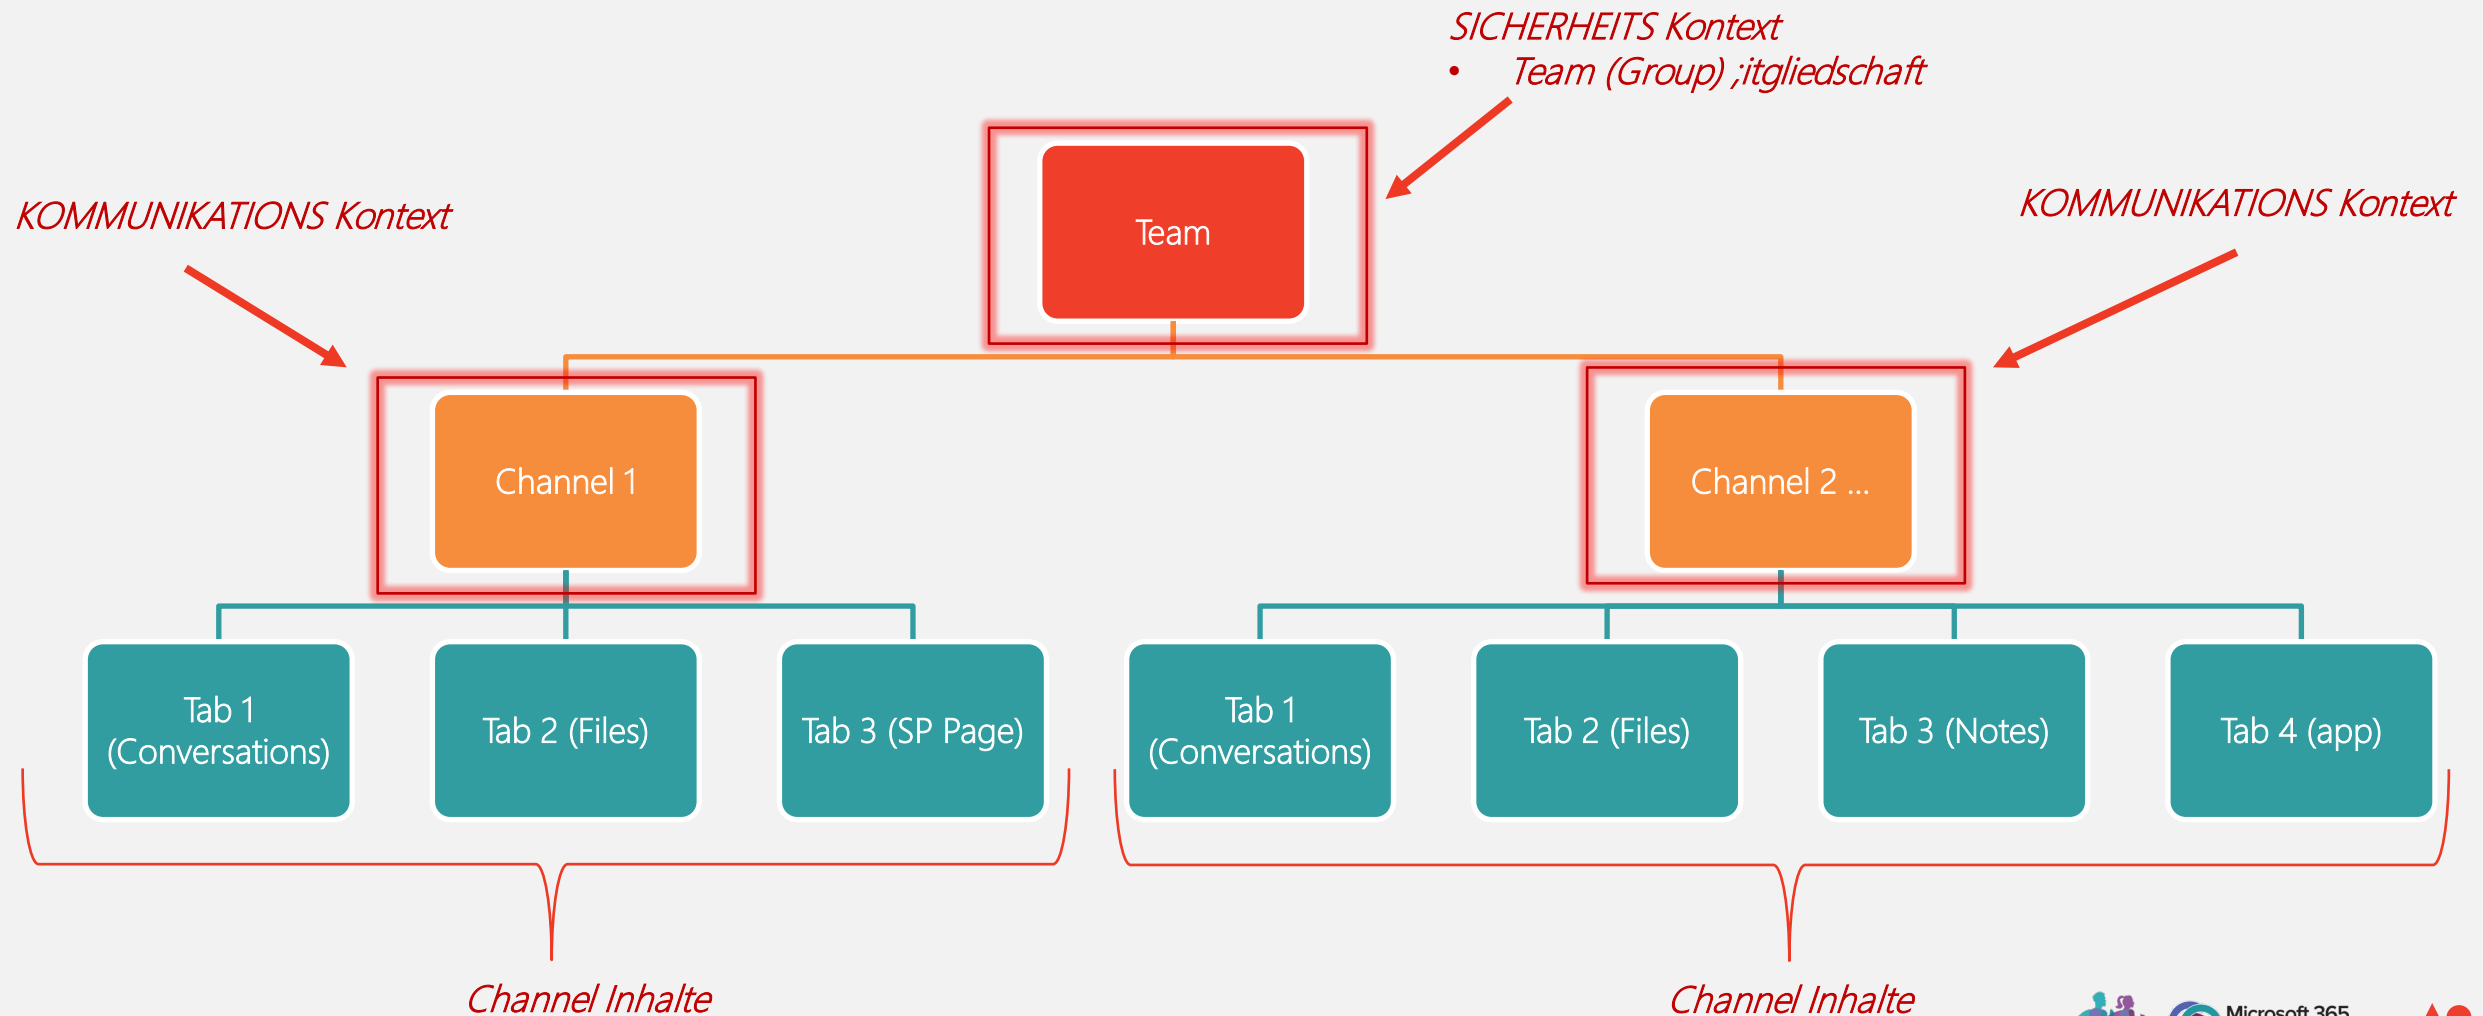 SICHERHEITS Kontext
• Team (Group) ;itgliedschaft
KOMMUNIKATIONS Kontext
KOMMUNIKATIONS Kontext
Team
Channel 1
Channel 2 ...
Tab 1
(Conversations)
Tab 2 (Files)
Tab 3 (SP Page)
Tab 1
(Conversations)
Tab 2 (Files)
Tab 3 (Notes)
Tab 4 (app)
Channel Inhalte
Channel Inhalte
Microsoft 365